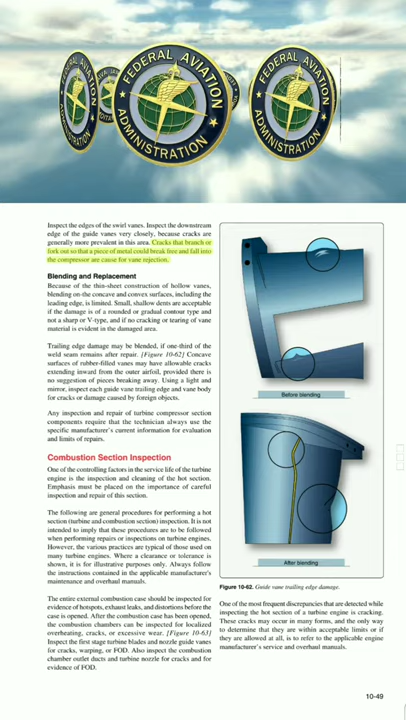 FEDERAL AVIATION
ADMINISTRATION
FEDERAL AVIATION
ADMINISTRATION
Inspect the edges of the swirl vanes. Inspect the downstream
edge of the guide vanes very closely, because cracks are
generally more prevalent in this area. Cracks that branch or
fork out so that a piece of metal could break free and fall into
the compressor are cause for vane rejection.
Blending and Replacement
Because of the thin-sheet construction of hollow vanes,
blending on the concave and convex surfaces, including the
leading edge, is limited. Small, shallow dents are acceptable
if the damage is of a rounded or gradual contour type and
not a sharp or V-type, and if no cracking or tearing of vane
material is evident in the damaged area.
Trailing edge damage may be blended, if one-third of the
weld seam remains after repair. [Figure 10-62] Concave
surfaces of rubber-filled vanes may have allowable cracks
extending inward from the outer airfoil, provided there is
no suggestion of pieces breaking away. Using a light and
mirror, inspect each guide vane trailing edge and vane body
for cracks or damage caused by foreign objects.
Any inspection and repair of turbine compressor section
components require that the technician always use the
specific manufacturer's current information for evaluation
and limits of repairs.
Combustion Section Inspection
One of the controlling factors in the service life of the turbine
engine is the inspection and cleaning of the hot section.
Emphasis must be placed on the importance of careful
inspection and repair of this section.
The following are general procedures for performing a hot
section (turbine and combustion section) inspection. It is not
intended to imply that these procedures are to be followed
when performing repairs or inspections on turbine engines.
However, the various practices are typical of those used on
many turbine engines. Where a clearance or tolerance is
shown, it is for illustrative purposes only. Always follow
the instructions contained in the applicable manufacturer's
maintenance and overhaul manuals.
The entire external combustion case should be inspected for
evidence of hotspots, exhaust leaks, and distortions before the
case is opened. After the combustion case has been opened,
the combustion chambers can be inspected for localized
overheating, cracks, or excessive wear. [Figure 10-63]
Inspect the first stage turbine blades and nozzle guide vanes
for cracks, warping, or FOD. Also inspect the combustion
chamber outlet ducts and turbine nozzle for cracks and for
evidence of FOD.
Before blending
After blending
Figure 10-62. Guide vane trailing edge damage.
One of the most frequent discrepancies that are detected while
inspecting the hot section of a turbine engine is cracking.
These cracks may occur in many forms, and the only way
to determine that they are within acceptable limits or if
they are allowed at all, is to refer to the applicable engine
manufacturer's service and overhaul manuals.
10-49